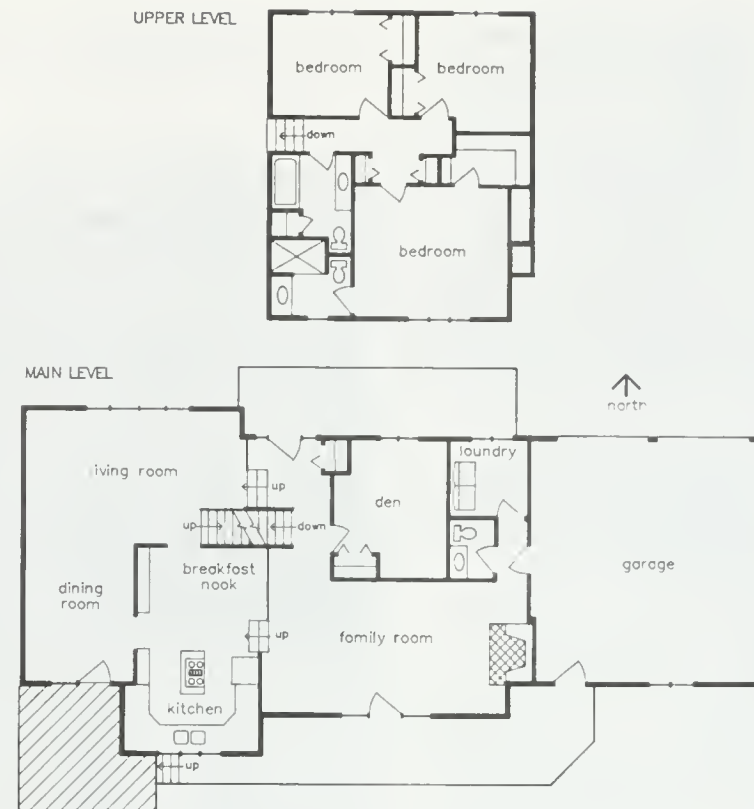 UPPER LEVEL
bedroom
bedroom
down
bedroom
MAIN LEVEL
north
living room
up
laundry
den
up
down
breakfast
nook
garage
dining
room
up
family room
kitchen
up